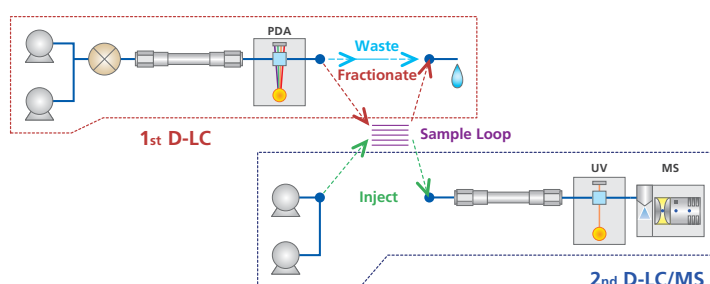 PDA
Waste
Fractionate
1st D-LC
Sample Loop
UV
MS
Inject
2nd D-LC/MS